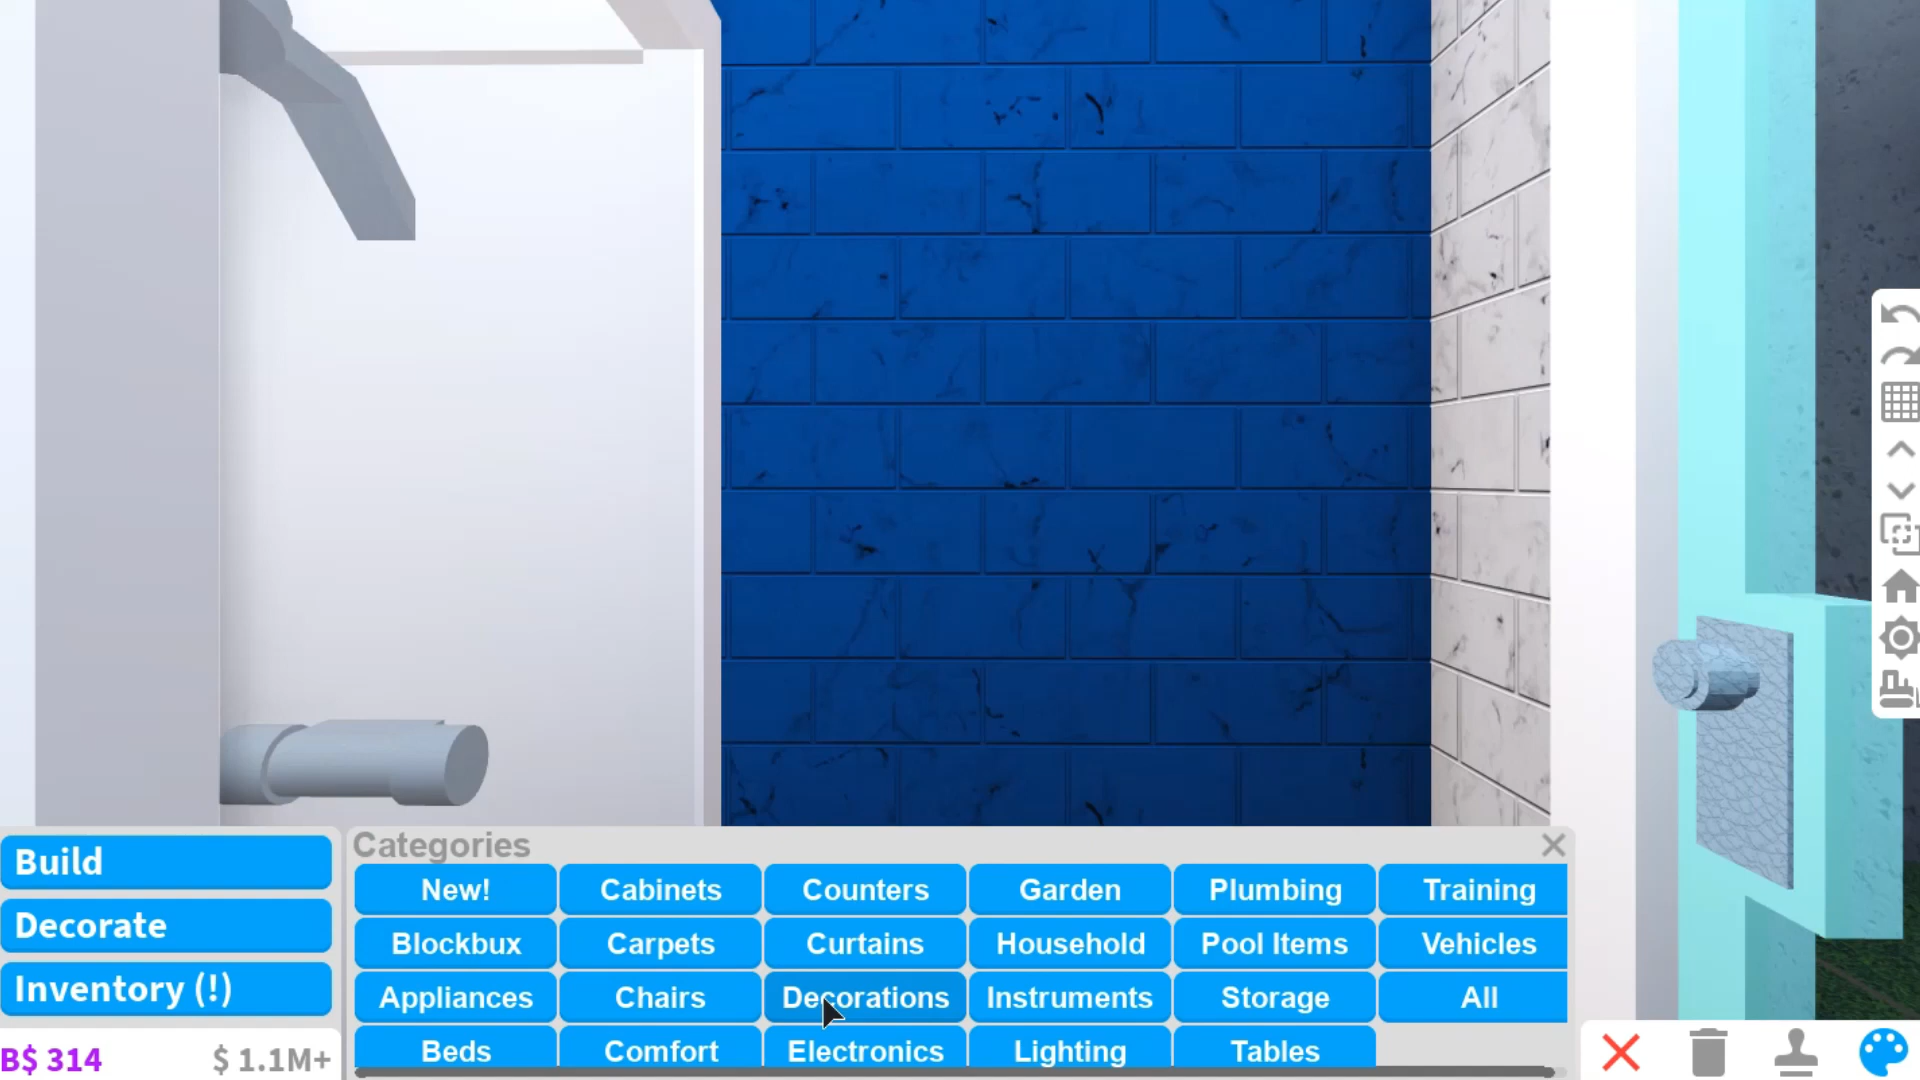 Categories
New! Cabinets Counters Garden Plumbing Training
Blockbux Carpets Curtains Household Pool Items Vehicles
Appliances Chairs Decorations Instruments Storage All
Beds Comfort Electronics Lighting Tables
Build
Decorate
Inventory (!)
B$ 314 $ 1.1M+